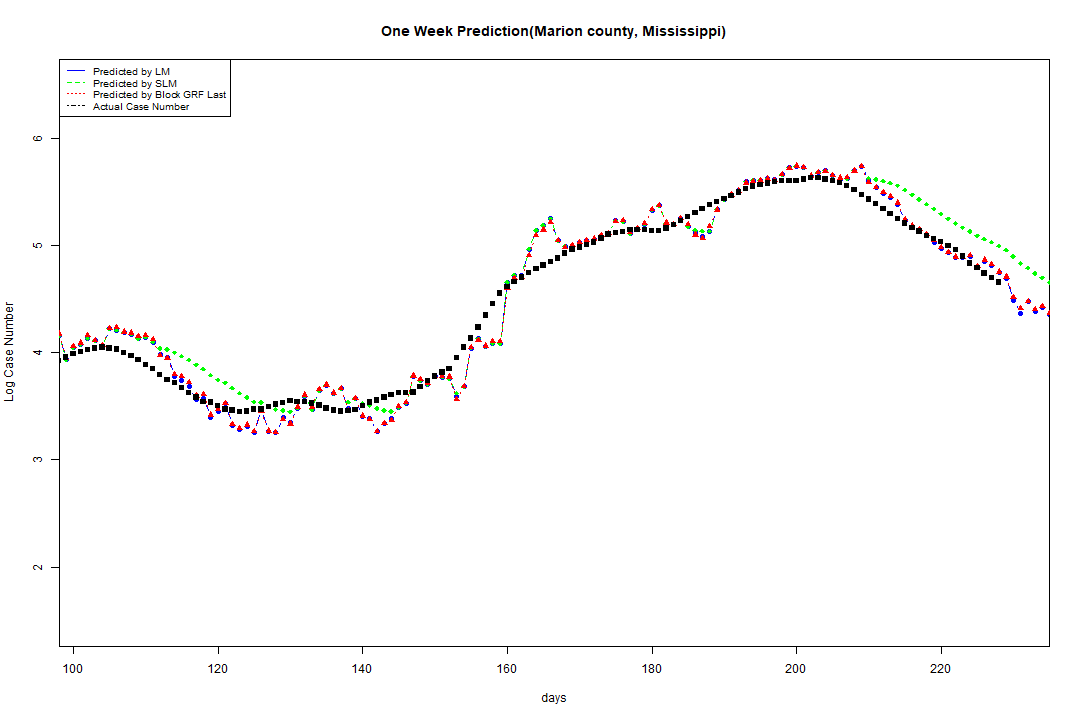 One Week Prediction(Marion county, Mississippi)
Predicted by LM
Predicted by SLM
Predicted by Block GRF Last
Actual Case Number
6
5
4
3
2
Log Case Number
100 120 140 160 180 200 220
days